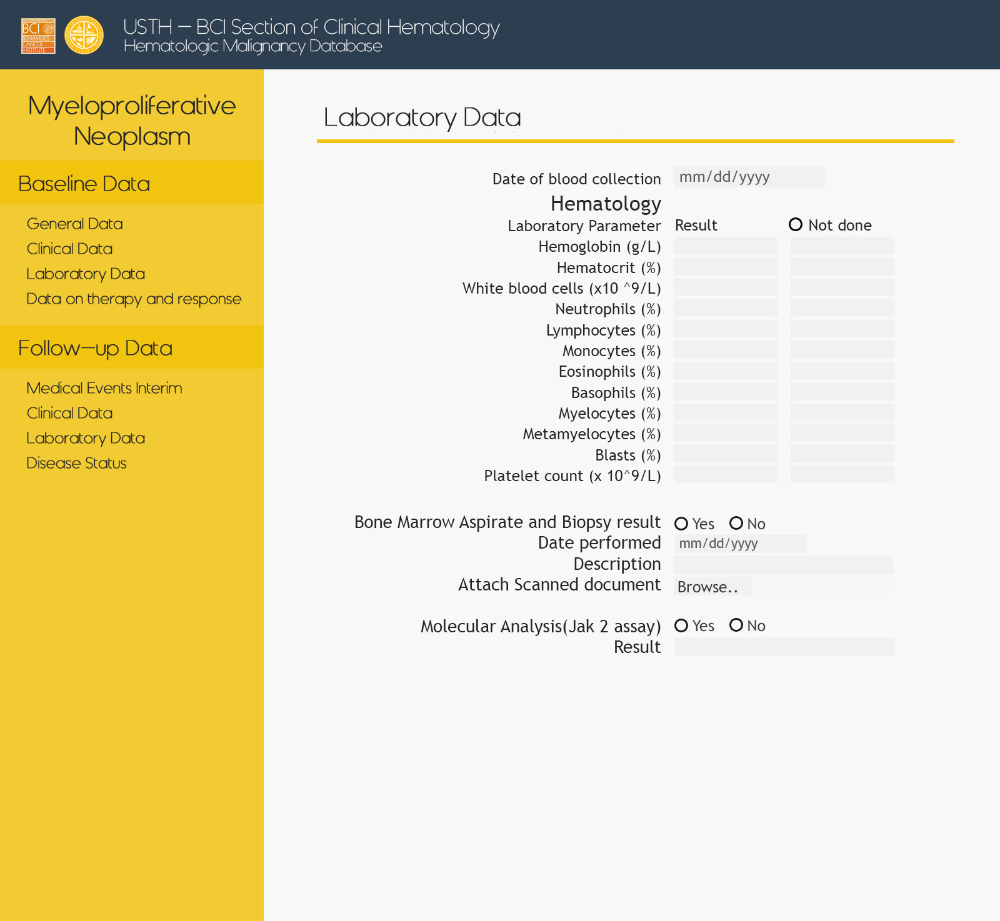 BCI
BENAVIDES
CANCER
INSTITUTE
USTH – BCI Section of Clinical Hematology
Hematologic Malignancy Database
Myeloproliferative
Neoplasm
Baseline Data
General Data
Clinical Data
Laboratory Data
Data on therapy and response
Follow-up Data
Medical Events Interim
Clinical Data
Laboratory Data
Disease Status
Laboratory Data
Date of blood collection mm/dd/yyyy
Hematology
Laboratory Parameter Result Not done
Hemoglobin (g/L)
Hematocrit (%)
White blood cells (x10 ^9/L)
Neutrophils (%)
Lymphocytes (%)
Monocytes (%)
Eosinophils (%)
Basophils (%)
Myelocytes (%)
Metamyelocytes (%)
Blasts (%)
Platelet count (x 10^9/L)
Bone Marrow Aspirate and Biopsy result Yes No
Date performed mm/dd/yyyy
Description
Attach Scanned document Browse..
Molecular Analysis(Jak 2 assay) Yes No
Result